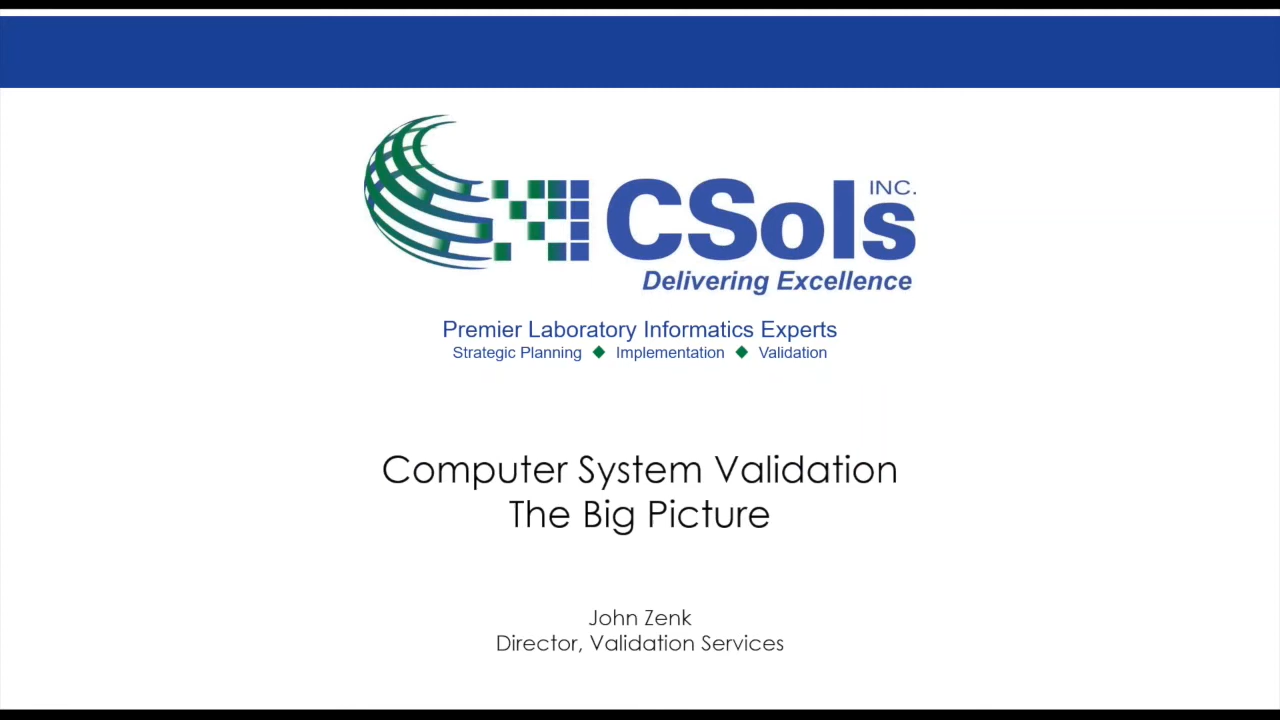 CSols INC.
Delivering Excellence
Premier Laboratory Informatics Experts
Strategic Planning ◆ Implementation ◆ Validation
Computer System Validation
The Big Picture
John Zenk
Director, Validation Services